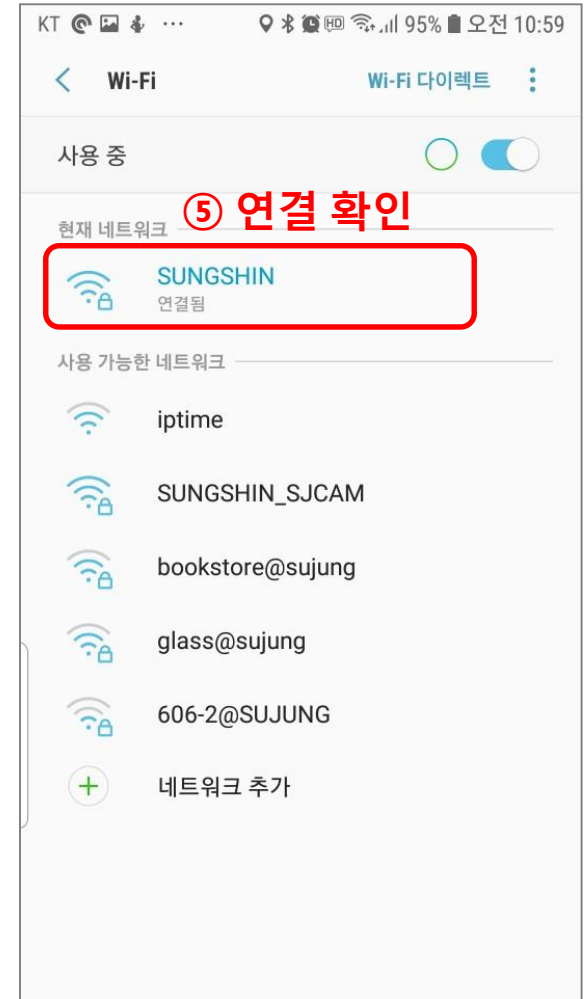 KT ... HD 95% 오전 10:59
Wi-Fi Wi-Fi 다이렉트
사용 중
⑤ 연결 확인
현재 네트워크
SUNGSHIN
연결됨
사용 가능한 네트워크
iptime
SUNGSHIN_SJCAM
bookstore@sujung
glass@sujung
606-2@SUJUNG
네트워크 추가